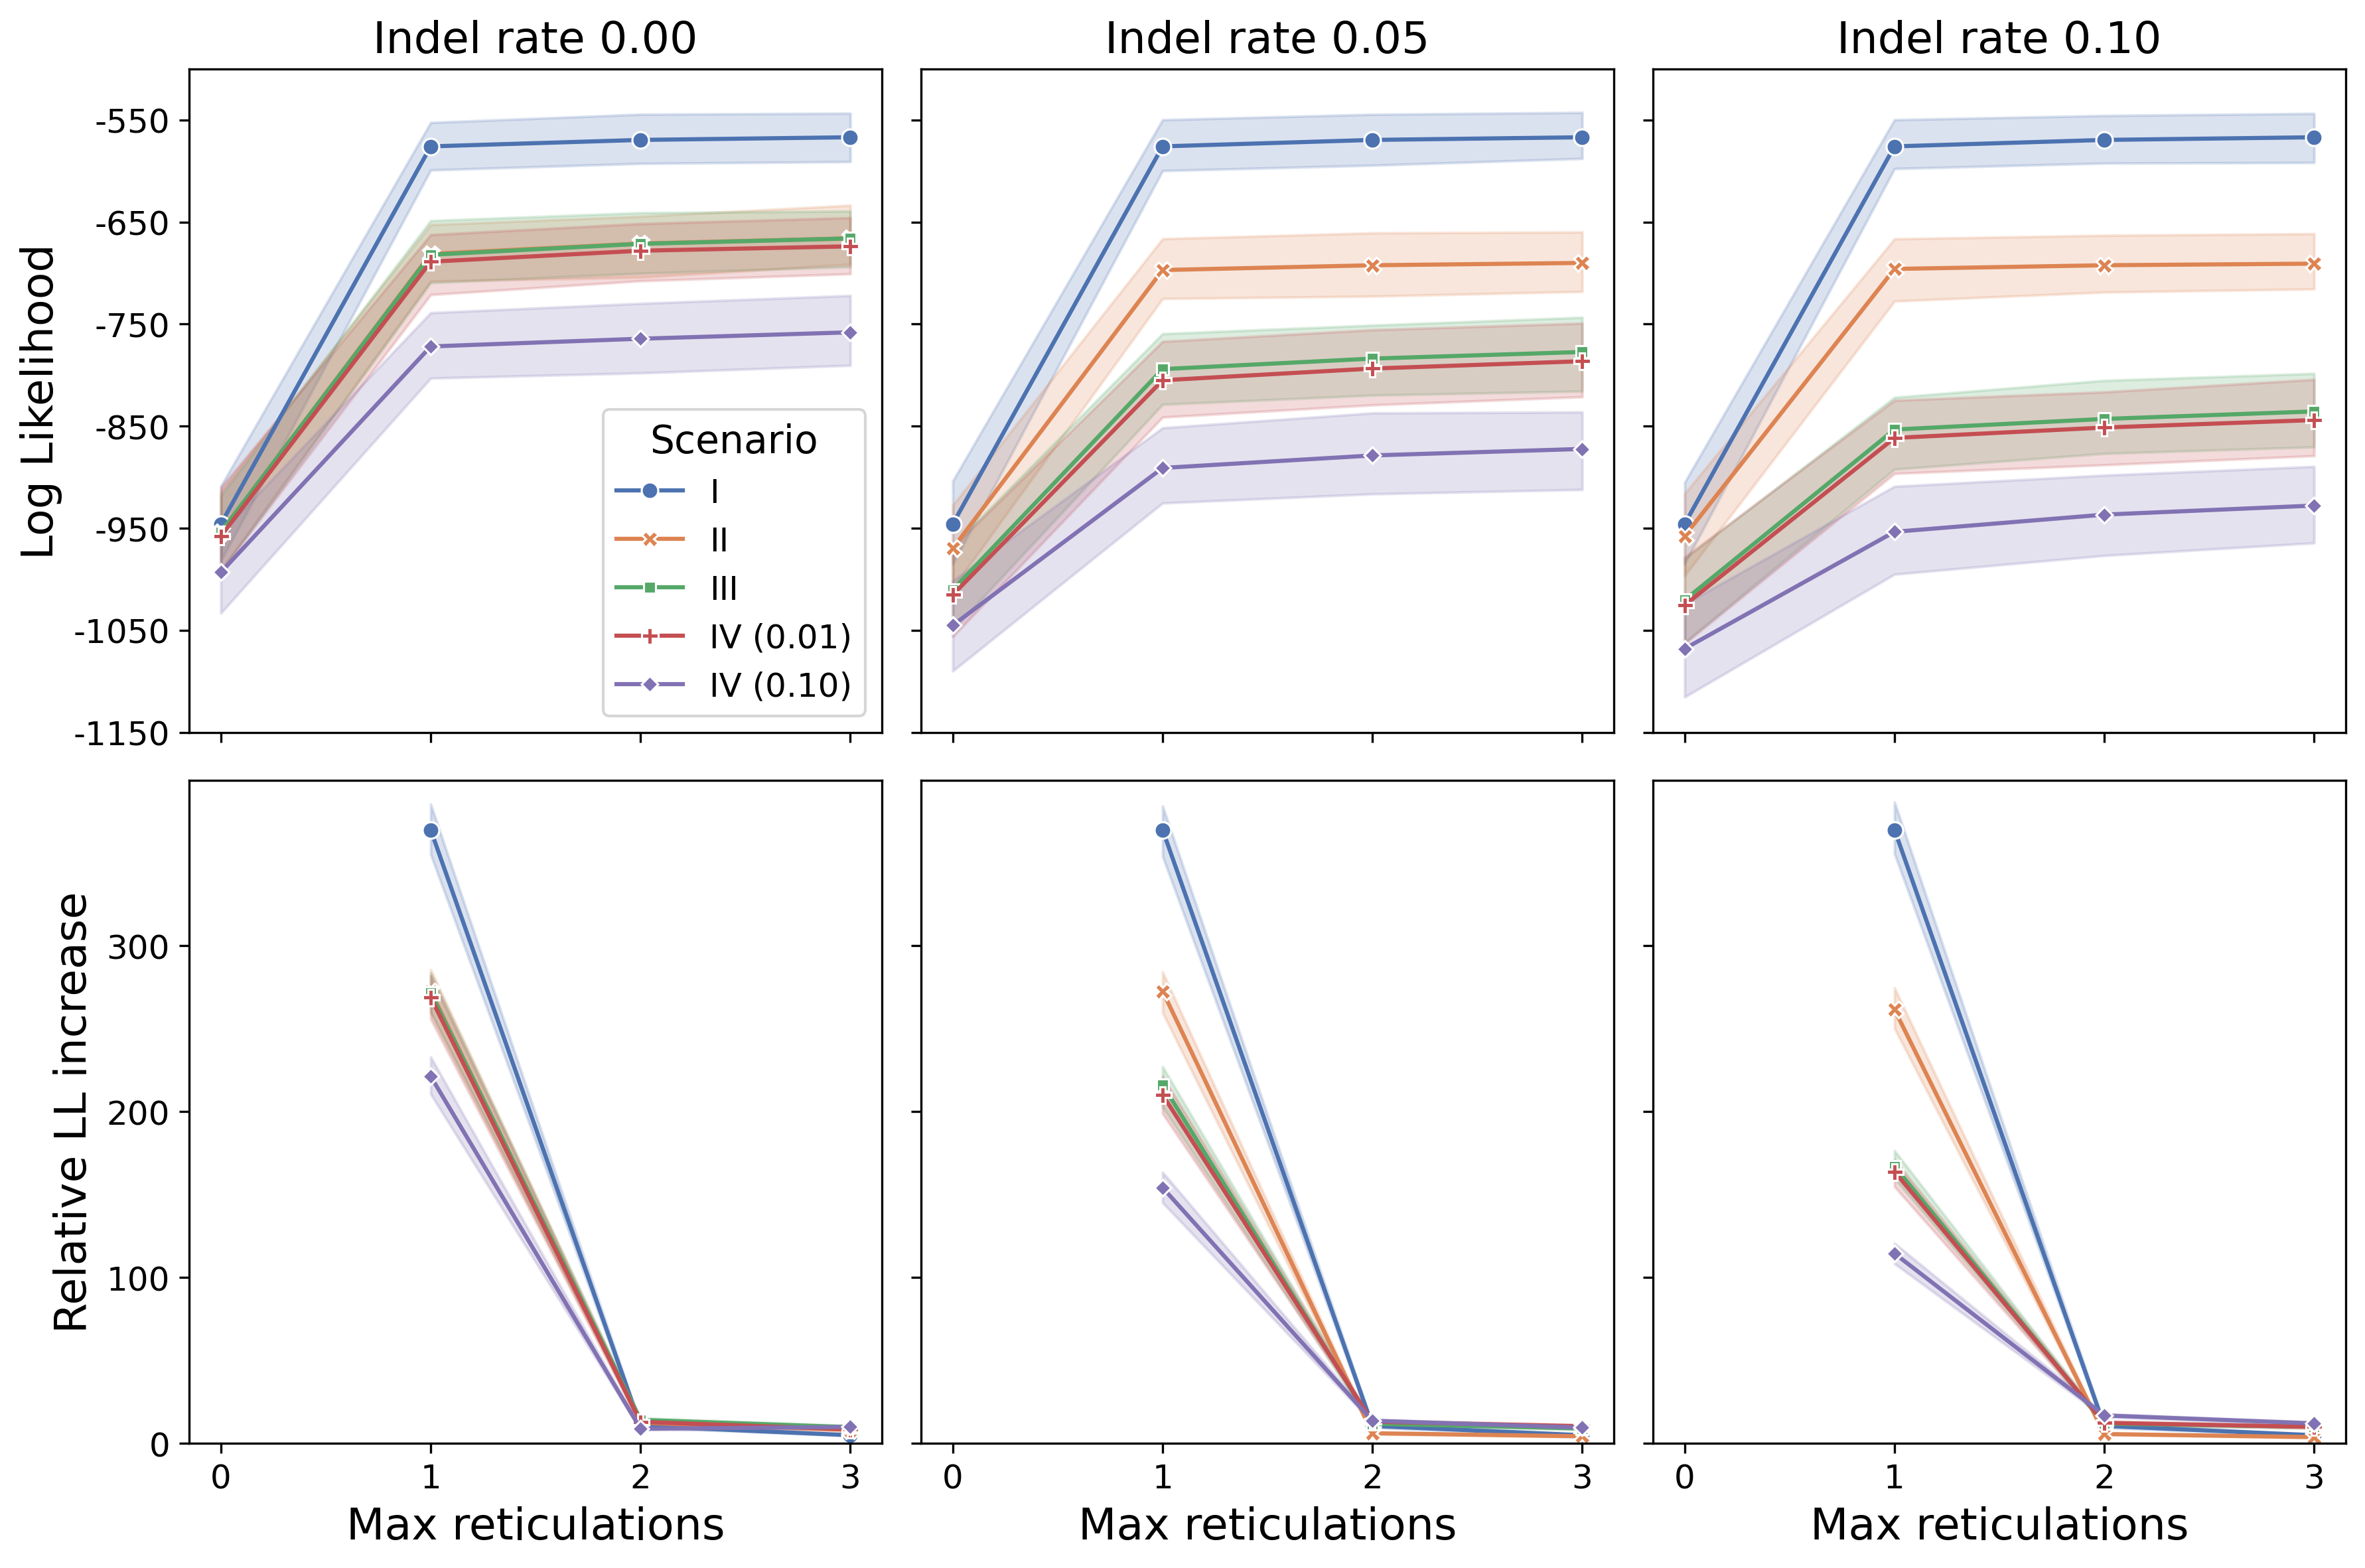 Indel rate 0.00
Indel rate 0.05
Indel rate 0.10
Log Likelihood
-550
-650
-750
-850
-950
-1050
-1150
Scenario
I
II
III
IV (0.01)
IV (0.10)
Relative LL increase
300
200
100
0
0 1 2 3
0 1 2 3
0 1 2 3
Max reticulations
Max reticulations
Max reticulations